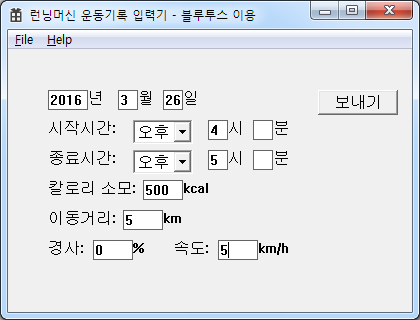 런닝머신 운동기록 입력기 - 블루투스 이용
File Help
2016 년 3 월 26 일 보내기
시작시간: 오후 4 시 분
종료시간: 오후 5 시 분
칼로리 소모: 500 kcal
이동거리: 5 km
경사: 0 % 속도: 5 km/h